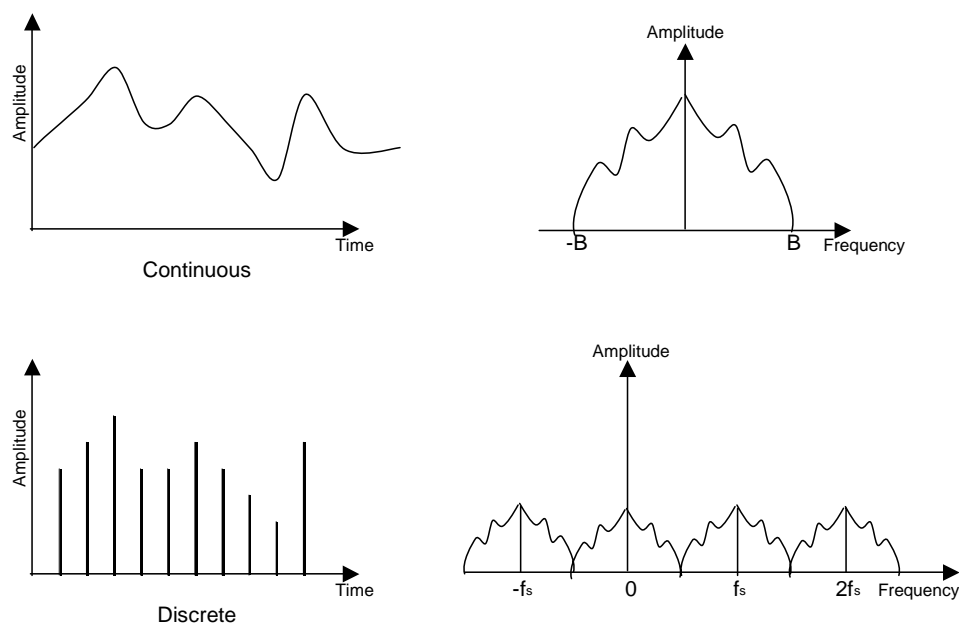 Amplitude
Time
Continuous
Amplitude
-B
B
Frequency
Amplitude
Time
Discrete
Amplitude
-fs
0
fs
2fs
Frequency